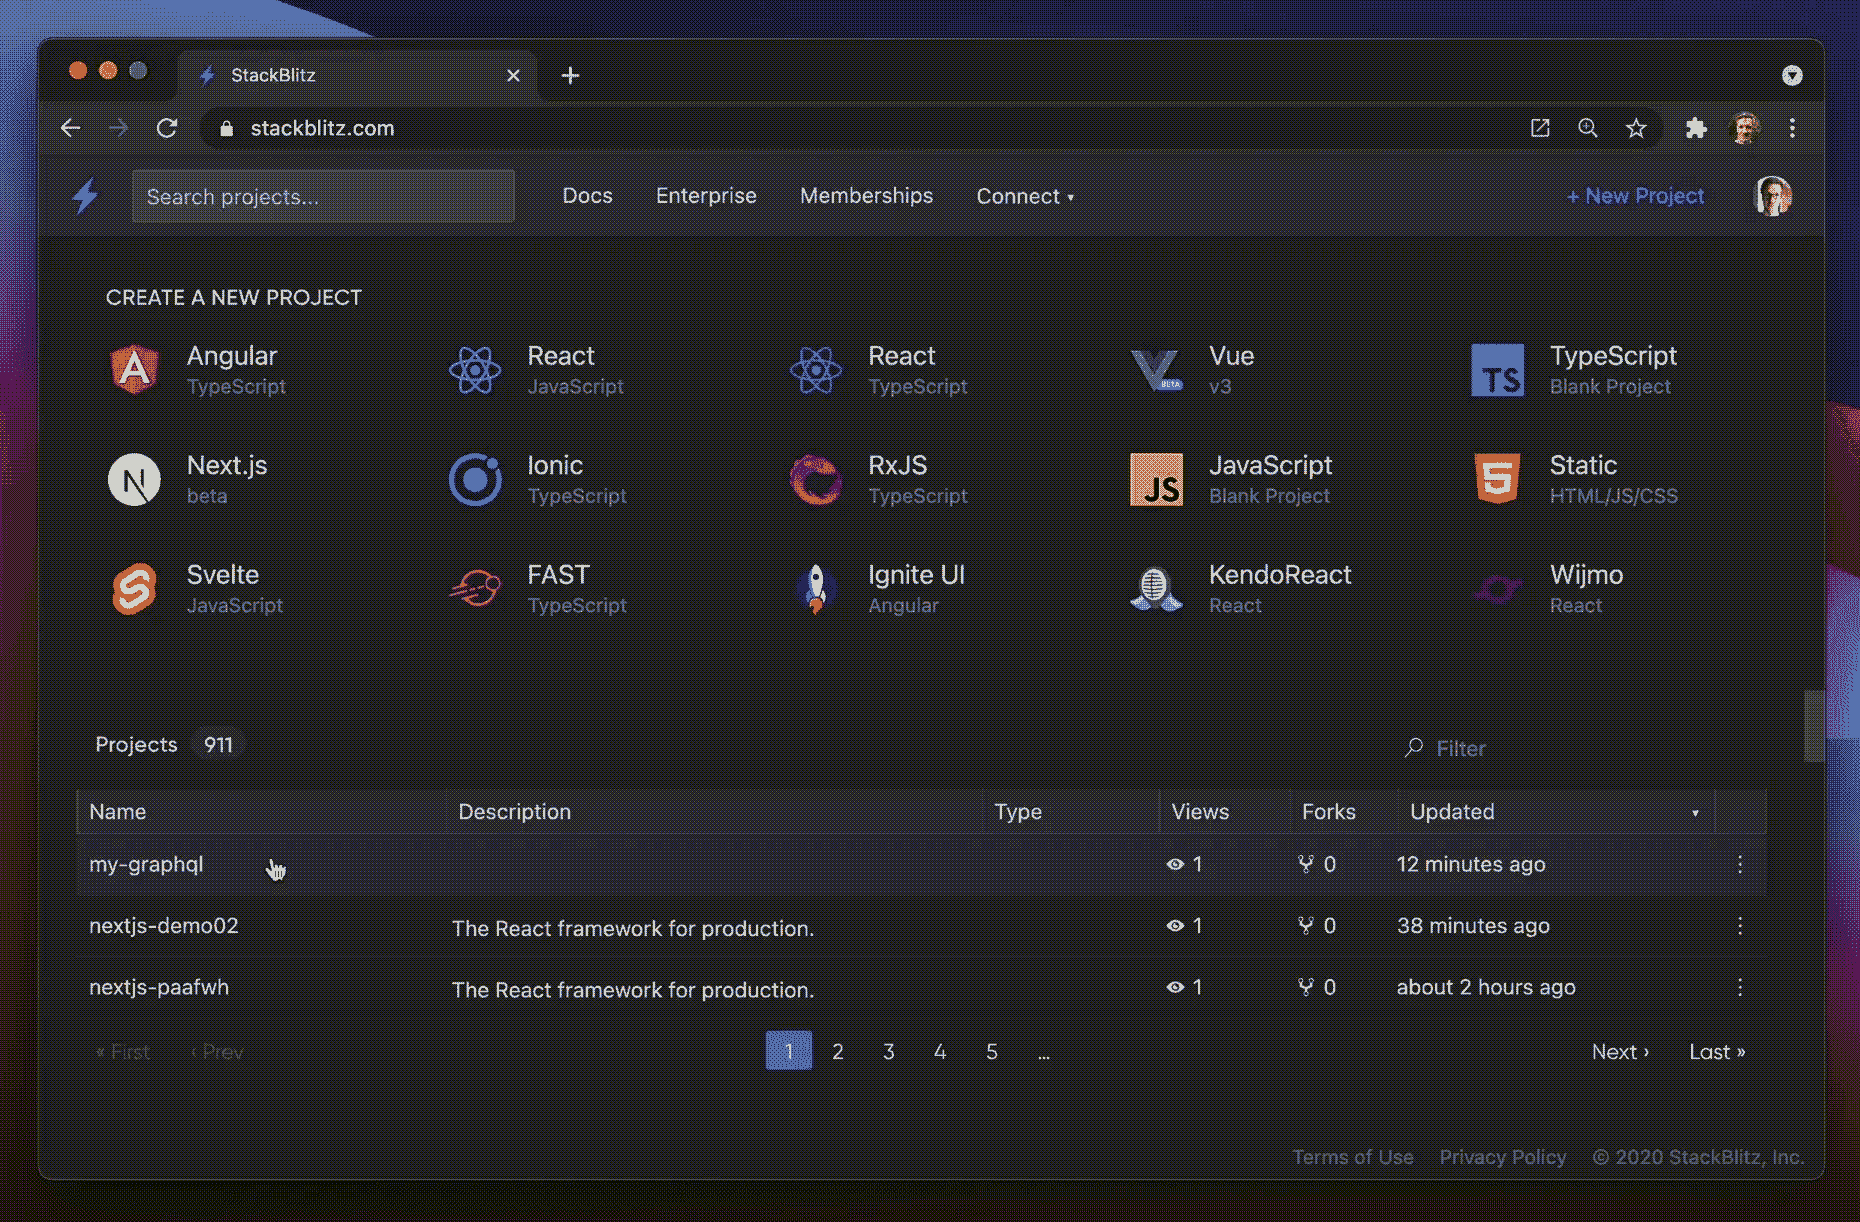 StackBlitz
stackblitz.com
Search projects... Docs Enterprise Memberships Connect ▾ + New Project
CREATE A NEW PROJECT
Angular React React Vue TypeScript
TypeScript JavaScript TypeScript v3 Blank Project
BETA TS
Next.js Ionic RxJS JavaScript Static
beta TypeScript TypeScript Blank Project HTML/JS/CSS
N JS 5
Svelte FAST Ignite UI KendoReact Wijmo
JavaScript TypeScript Angular React React
Projects 911 Filter
Name Description Type Views Forks Updated ▾
my-graphql 1 0 12 minutes ago
nextjs-demo02 The React framework for production. 1 0 38 minutes ago
nextjs-paafwh The React framework for production. 1 0 about 2 hours ago
« First ‹ Prev 1 2 3 4 5 ... Next › Last »
Terms of Use Privacy Policy © 2020 StackBlitz, Inc.